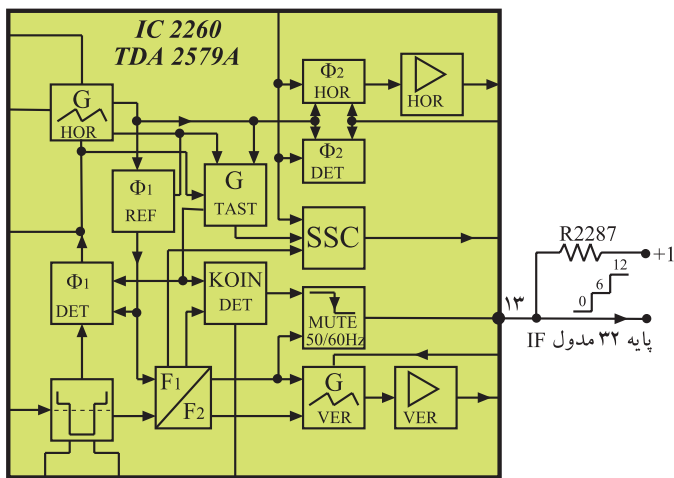 IC 2260
TDA 2579A
G
HOR
Φ2
HOR
HOR
Φ2
DET
Φ1
REF
G
TAST
SSC
R2287
+1
12
6
0
۱۳
پایه ۳۲ مدول IF
Φ1
DET
KOIN
DET
MUTE
50/60Hz
F1
F2
G
VER
VER